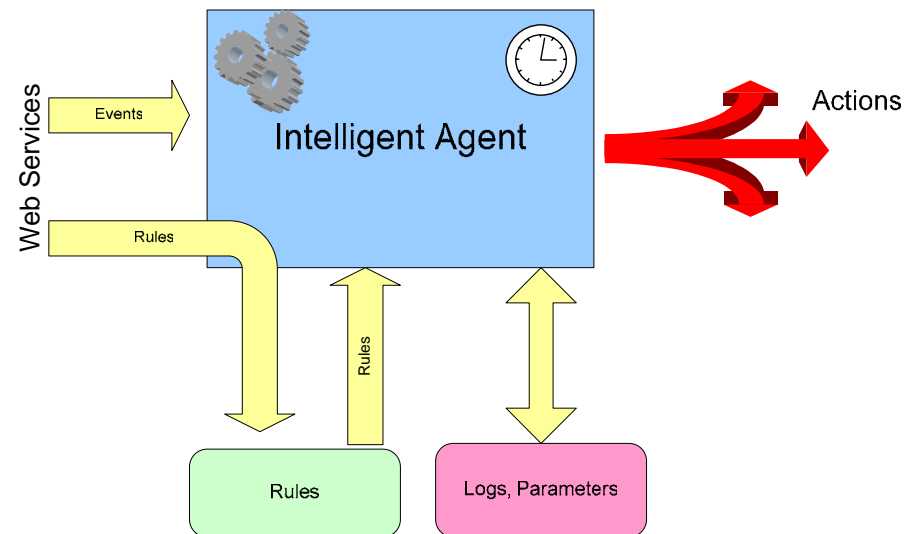 Web Services
Events
Intelligent Agent
Actions
Rules
Rules
Rules
Logs, Parameters